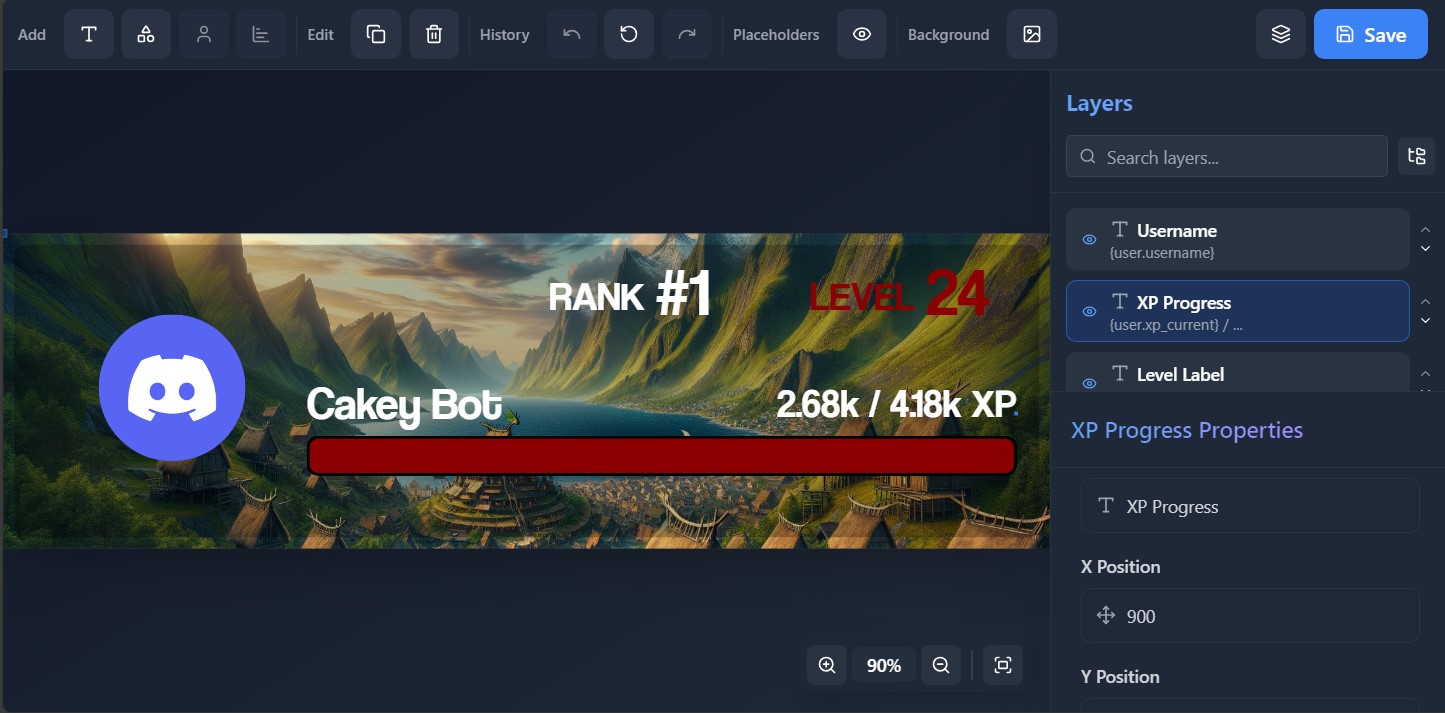 Add
Edit
History
Placeholders
Background
Save
Layers
Search layers...
Username
{user.username}
XP Progress
{user.xp_current} / ...
Level Label
RANK #1
LEVEL 24
Cakey Bot
2.68k / 4.18k XP
XP Progress Properties
XP Progress
X Position
900
Y Position
90%